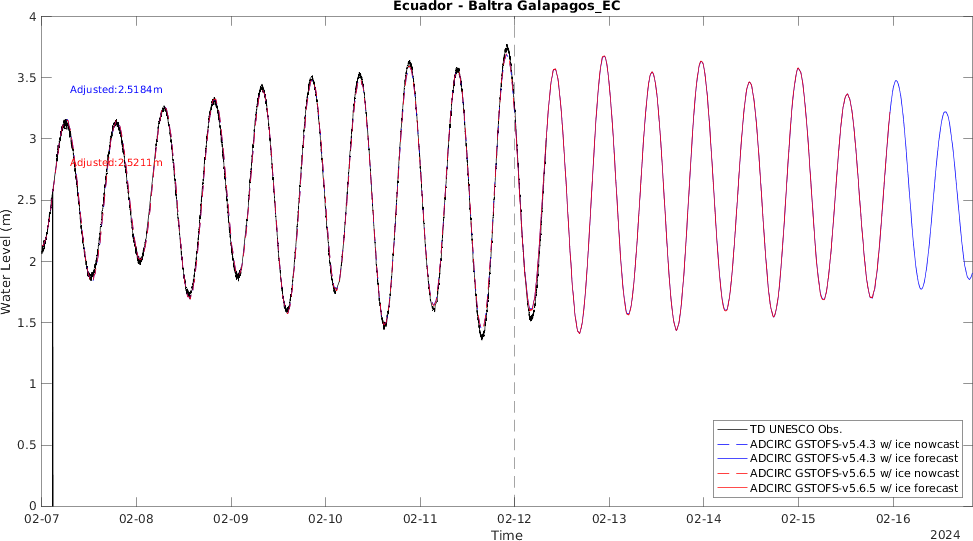 Ecuador - Baltra Galapagos_EC
4
3.5
3
2.5
2
1.5
1
0.5
0
Water Level (m)
Adjusted:2.5184m
Adjusted:2.5211m
TD UNESCO Obs.
ADCIRC GSTOFS-v5.4.3 w/ ice nowcast
ADCIRC GSTOFS-v5.4.3 w/ ice forecast
ADCIRC GSTOFS-v5.6.5 w/ ice nowcast
ADCIRC GSTOFS-v5.6.5 w/ ice forecast
02-07 02-08 02-09 02-10 02-11 02-12 02-13 02-14 02-15 02-16
Time
2024